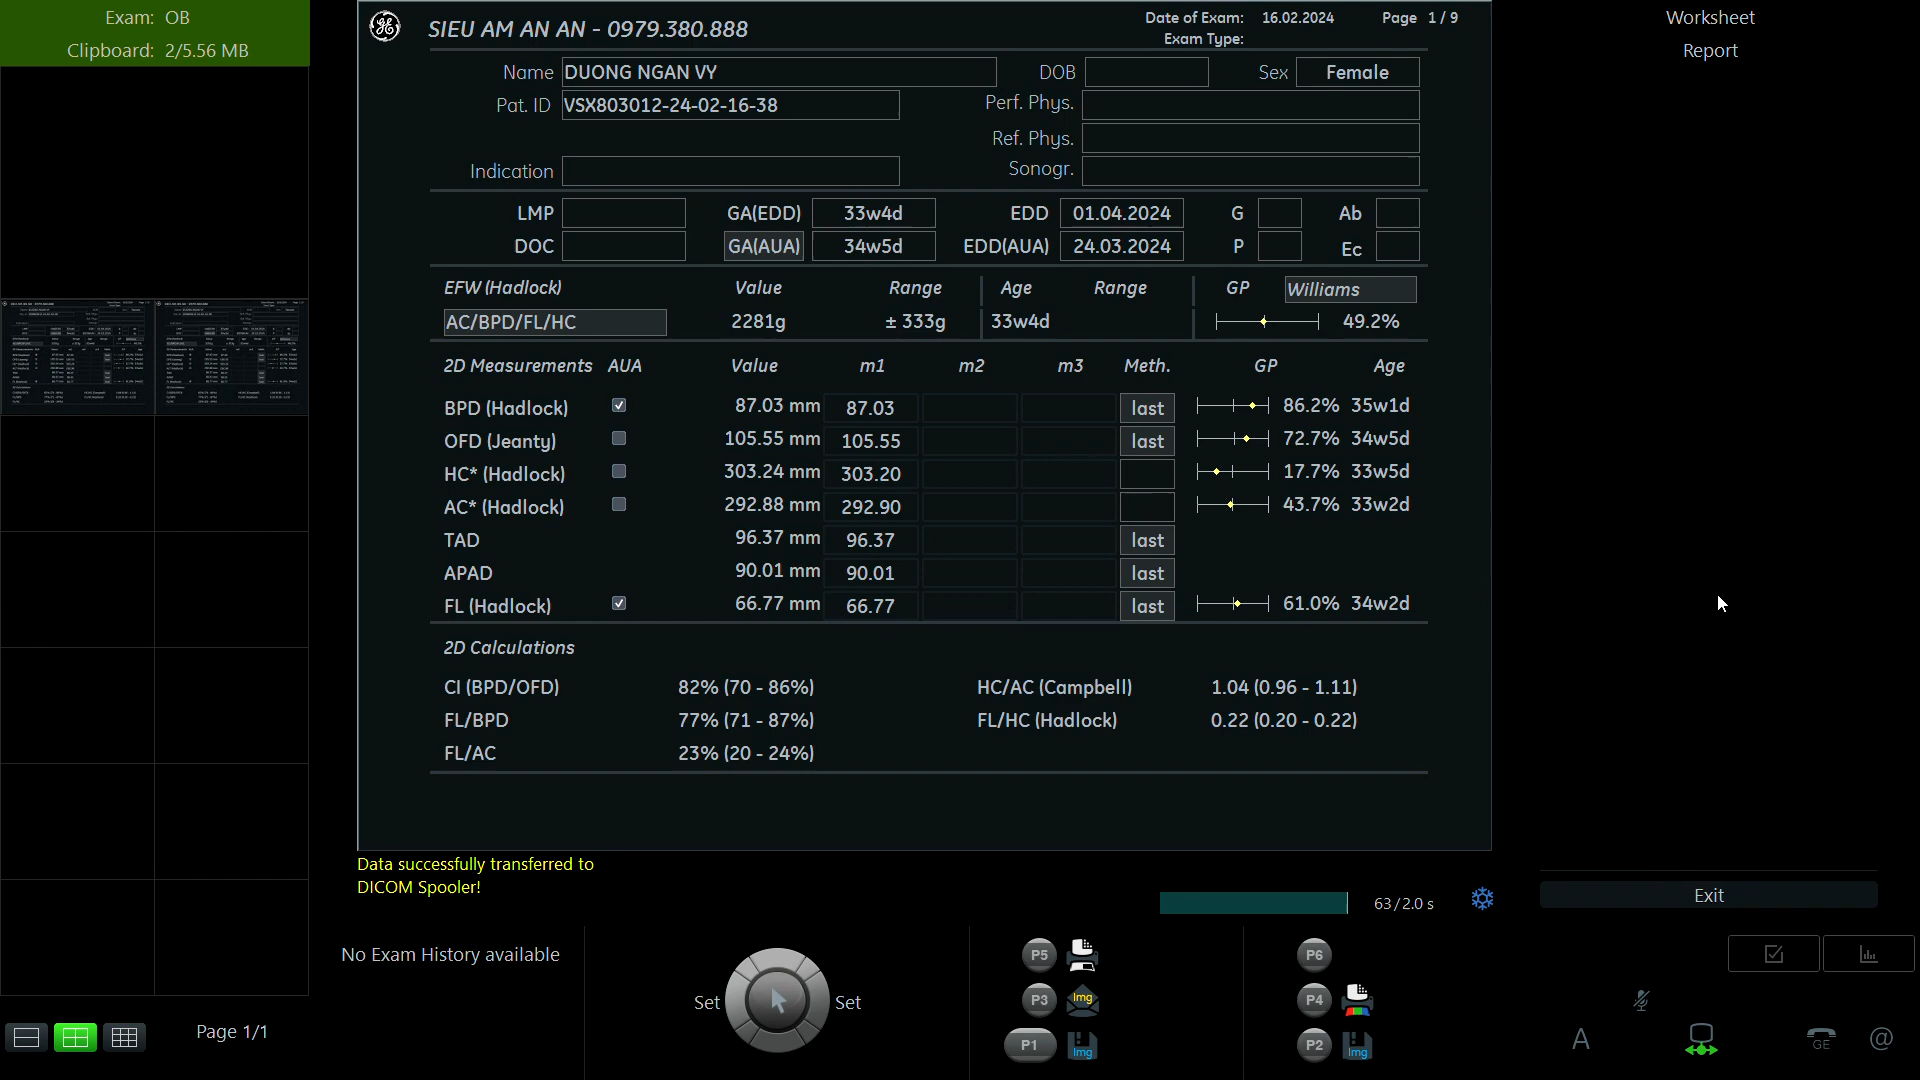 Exam: OB
Clipboard: 2/5.56 MB
SIEU AM AN AN - 0979.380.888
Date of Exam: 16.02.2024 Page 1 / 9
Exam Type:
Name DUONG NGAN VY DOB Sex Female
Pat. ID VSX803012-24-02-16-38 Perf. Phys.
Ref. Phys.
Indication Sonogr.
LMP GA(EDD) 33w4d EDD 01.04.2024 G Ab
DOC GA(AUA) 34w5d EDD(AUA) 24.03.2024 P Ec
EFW (Hadlock) Value Range Age Range GP Williams
AC/BPD/FL/HC 2281g ± 333g 33w4d 49.2%
2D Measurements AUA Value m1 m2 m3 Meth. GP Age
BPD (Hadlock) 87.03 mm 87.03 last 86.2% 35w1d
OFD (Jeanty) 105.55 mm 105.55 last 72.7% 34w5d
HC* (Hadlock) 303.24 mm 303.20 17.7% 33w5d
AC* (Hadlock) 292.88 mm 292.90 43.7% 33w2d
TAD 96.37 mm 96.37 last
APAD 90.01 mm 90.01 last
FL (Hadlock) 66.77 mm 66.77 last 61.0% 34w2d
2D Calculations
CI (BPD/OFD) 82% (70 - 86%) HC/AC (Campbell) 1.04 (0.96 - 1.11)
FL/BPD 77% (71 - 87%) FL/HC (Hadlock) 0.22 (0.20 - 0.22)
FL/AC 23% (20 - 24%)
Data successfully transferred to
DICOM Spooler!
63/2.0 s
Worksheet
Report
Exit
No Exam History available
Set Set
P5
P3 Img
P1 Img
P6
P4
P2 Img
Page 1/1
A GE @